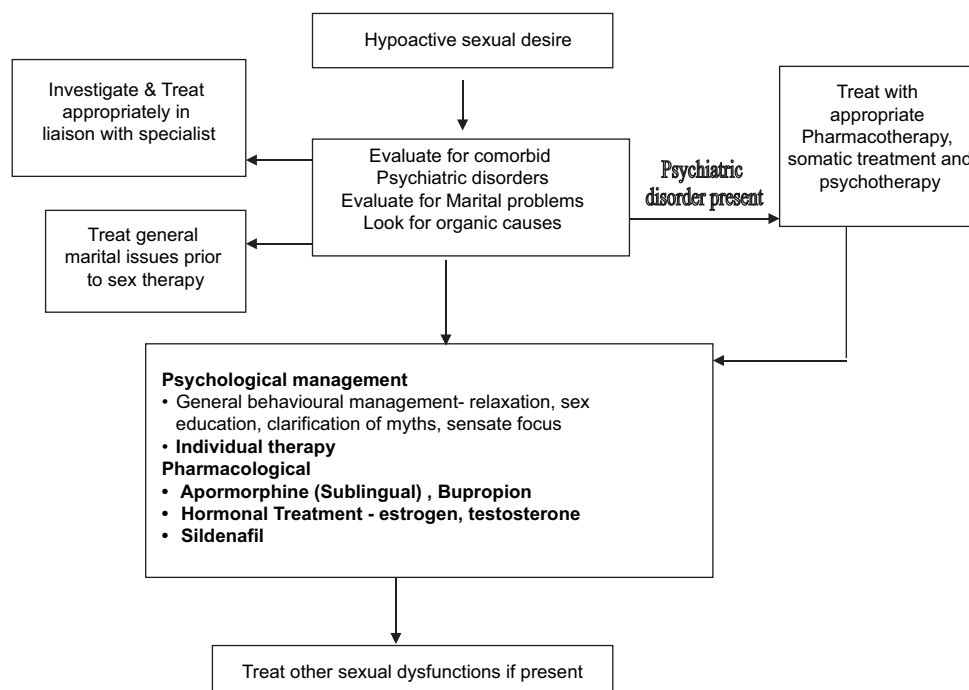 Hypoactive sexual desire
Investigate & Treat
appropriately in
liaison with specialist
Treat with
appropriate
Pharmacotherapy,
somatic treatment and
psychotherapy
Evaluate for comorbid
Psychiatric disorders
Evaluate for Marital problems
Look for organic causes
Psychiatric
disorder present
Treat general
marital issues prior
to sex therapy
Psychological management
• General behavioural management- relaxation, sex
education, clarification of myths, sensate focus
• Individual therapy
Pharmacological
• Apormorphine (Sublingual) , Bupropion
• Hormonal Treatment - estrogen, testosterone
• Sildenafil
Treat other sexual dysfunctions if present